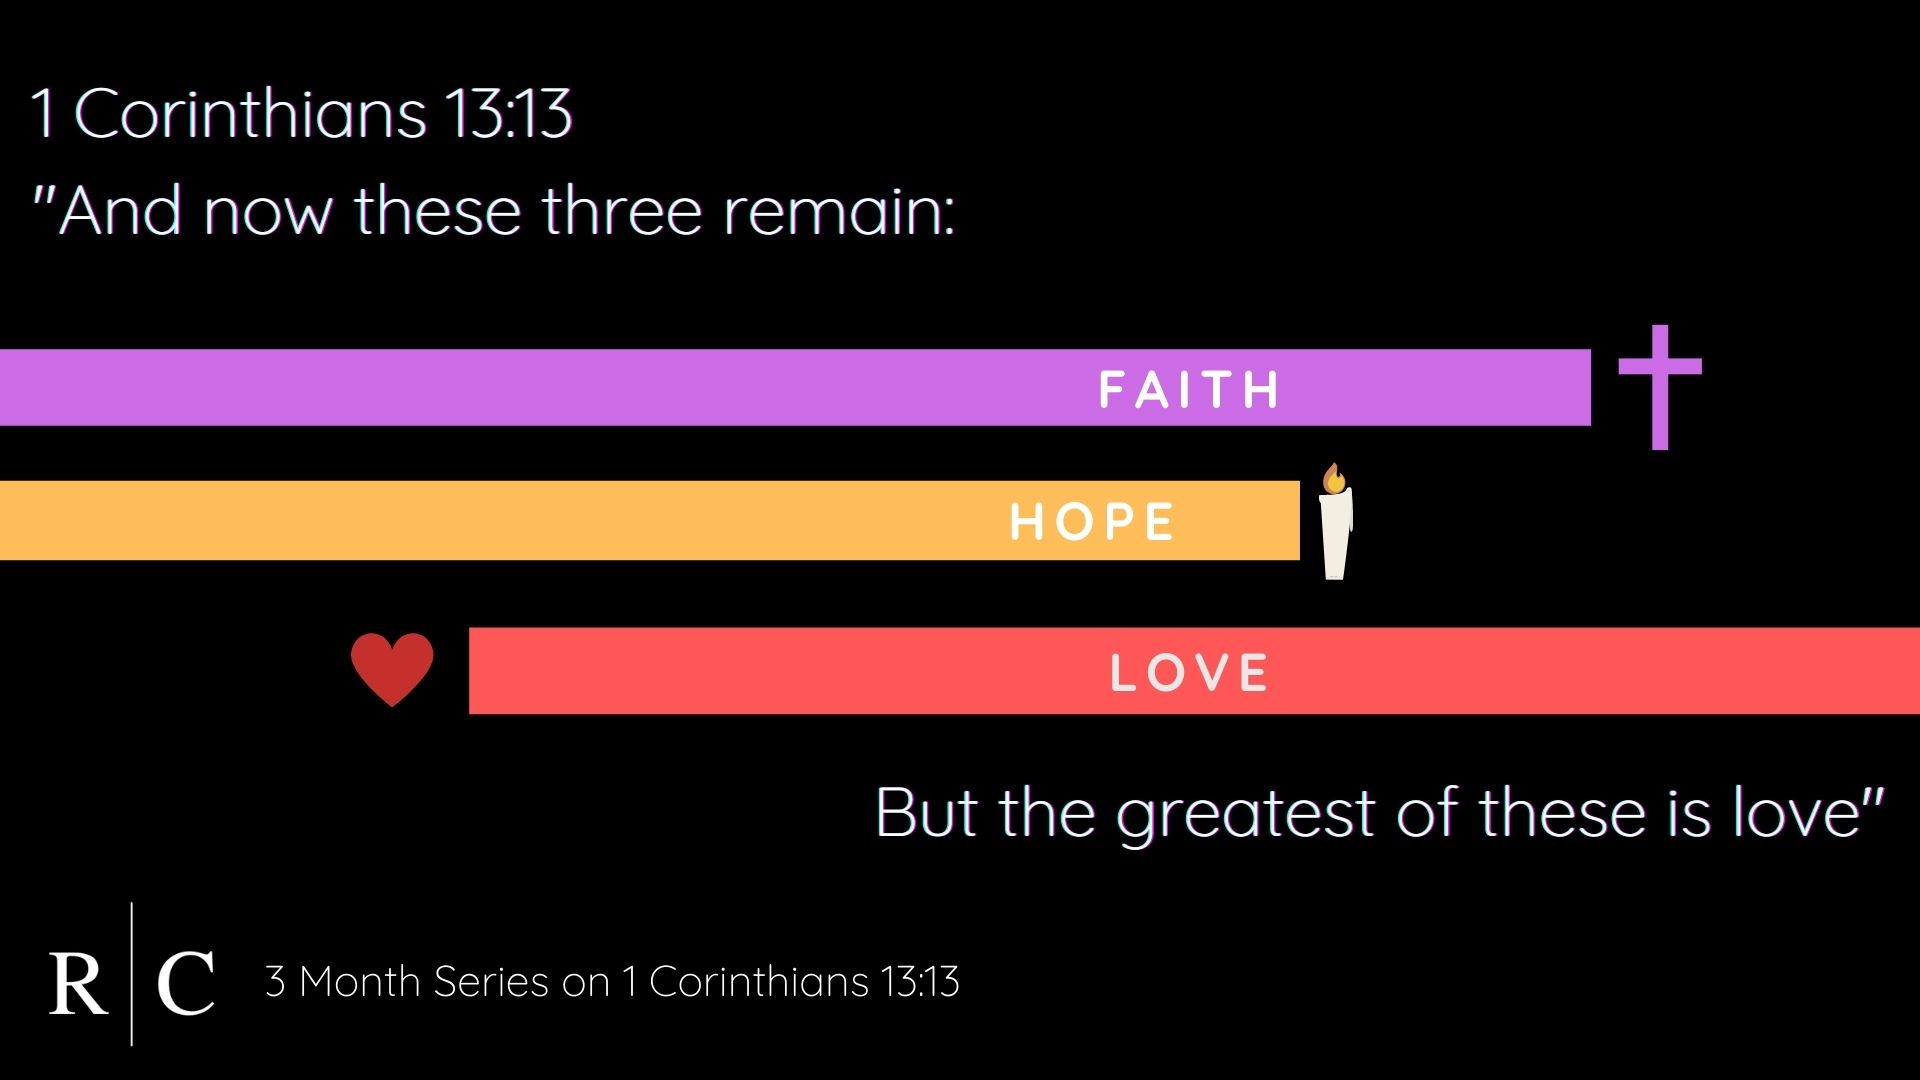 1 Corinthians 13:13
"And now these three remain:
FAITH
HOPE
LOVE
But the greatest of these is love"
R | C
3 Month Series on 1 Corinthians 13:13